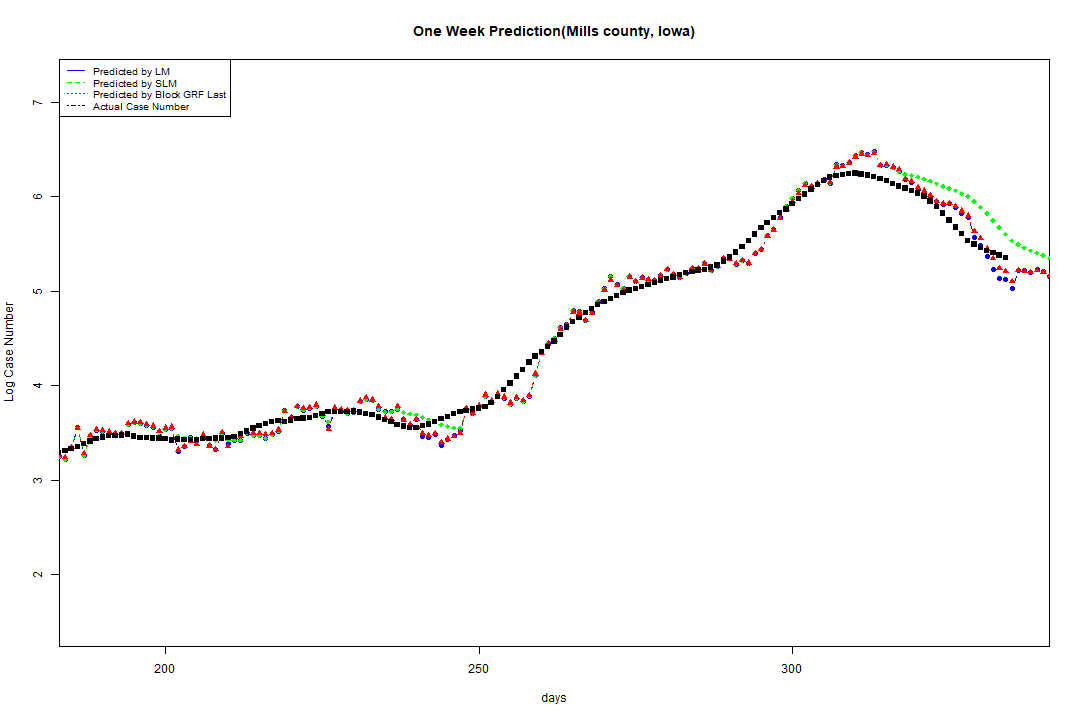 One Week Prediction(Mills county, Iowa)
Predicted by LM
Predicted by SLM
Predicted by Block GRF Last
Actual Case Number
7
6
5
4
3
2
Log Case Number
200 250 300
days